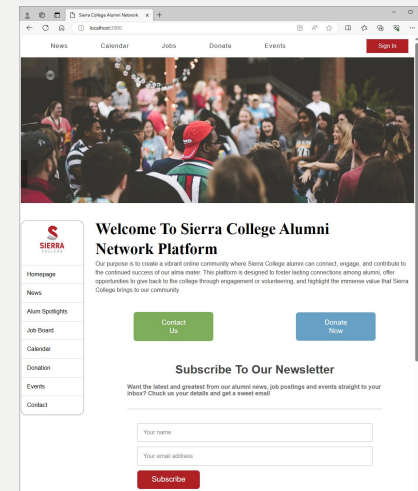 Sierra College Alumni Network
localhost:3000
News Calendar Jobs Donate Events Sign In
SIERRA
COLLEGE
Homepage
News
Alum Spotlights
Job Board
Calendar
Donation
Events
Contact
Welcome To Sierra College Alumni
Network Platform
Our purpose is to create a vibrant online community where Sierra College alumni can connect, engage, and contribute to
the continued success of our alma mater. This platform is designed to foster lasting connections among alumni, offer
opportunities to give back to the college through engagement or volunteering, and highlight the immense value that Sierra
College brings to our community.
Contact
Us
Donate
Now
Subscribe To Our Newsletter
Want the latest and greatest from our alumni news, job postings and events straight to your
inbox? Chuck us your details and get a sweet email
Your name
Your email address
Subscribe